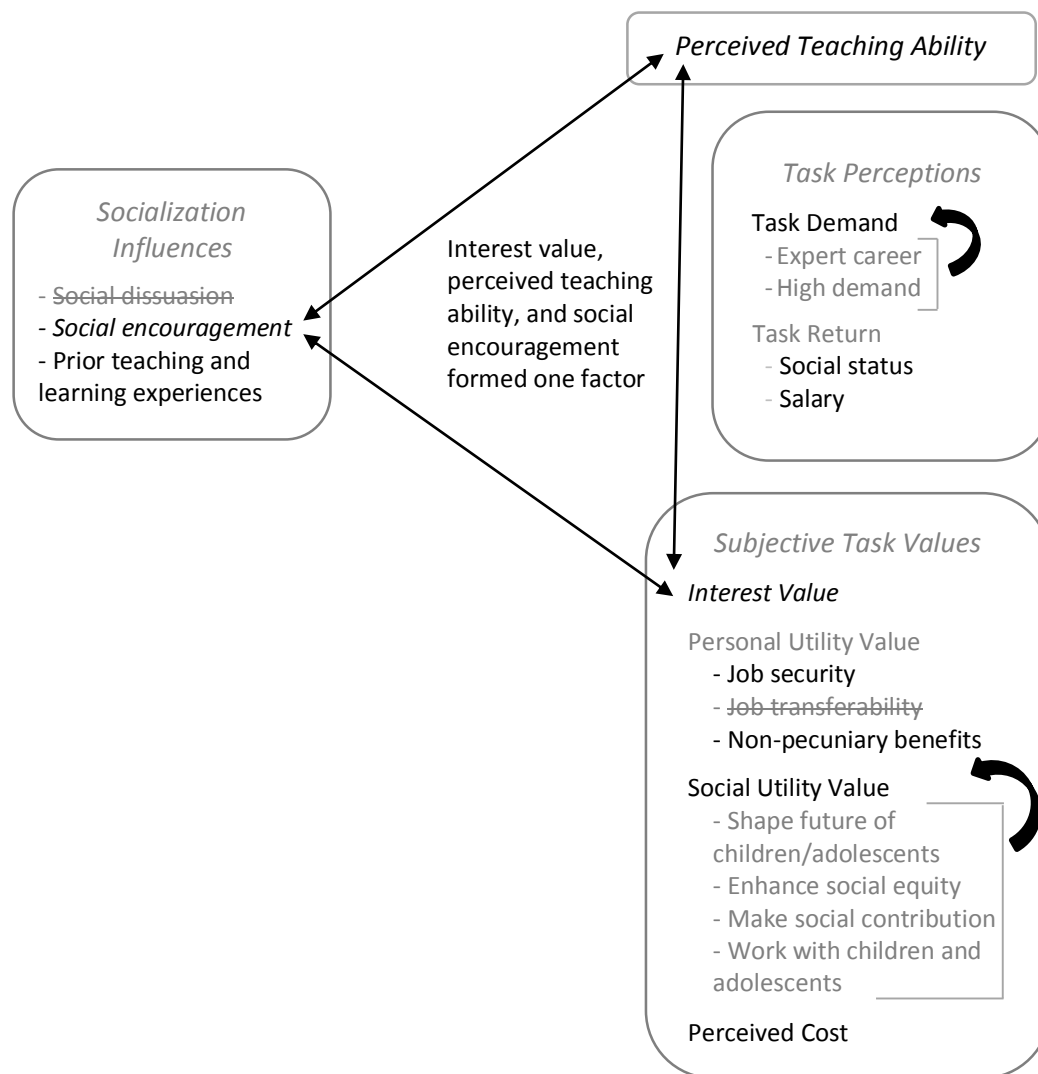 Perceived Teaching Ability
Socialization
Influences
- Social dissuasion
- Social encouragement
- Prior teaching and
learning experiences
Interest value,
perceived teaching
ability, and social
encouragement
formed one factor
Task Perceptions
Task Demand
- Expert career
- High demand
Task Return
- Social status
- Salary
Subjective Task Values
Interest Value
Personal Utility Value
- Job security
- Job transferability
- Non-pecuniary benefits
Social Utility Value
- Shape future of
children/adolescents
- Enhance social equity
- Make social contribution
- Work with children and
adolescents
Perceived Cost